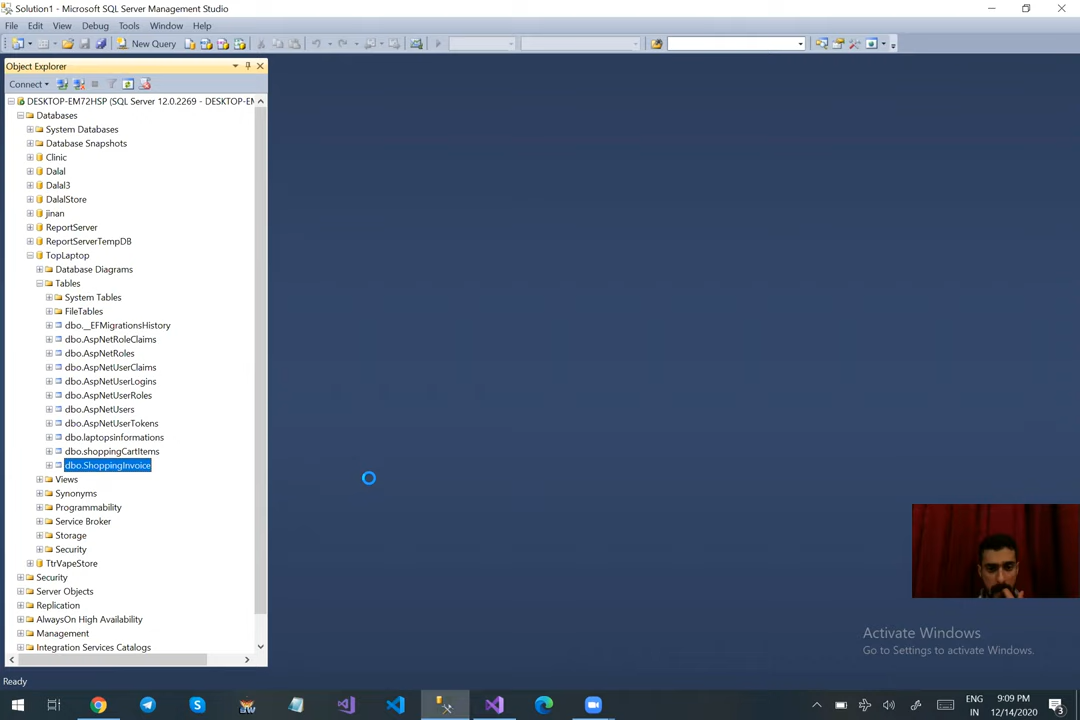 Solution1 - Microsoft SQL Server Management Studio
File Edit View Debug Tools Window Help
New Query
Object Explorer
Connect
DESKTOP-EM72HSP (SQL Server 12.0.2269 - DESKTOP-EM
Databases
System Databases
Database Snapshots
Clinic
Dalal
Dalal3
DalalStore
jinan
ReportServer
ReportServerTempDB
TopLaptop
Database Diagrams
Tables
System Tables
FileTables
dbo.__EFMigrationsHistory
dbo.AspNetRoleClaims
dbo.AspNetRoles
dbo.AspNetUserClaims
dbo.AspNetUserLogins
dbo.AspNetUserRoles
dbo.AspNetUsers
dbo.AspNetUserTokens
dbo.laptopsinformations
dbo.shoppingCartItems
dbo.ShoppingInvoice
Views
Synonyms
Programmability
Service Broker
Storage
Security
TtrVapeStore
Security
Server Objects
Replication
AlwaysOn High Availability
Management
Integration Services Catalogs
Activate Windows
Go to Settings to activate Windows.
Ready
ENG
IN
9:09 PM
12/14/2020
3